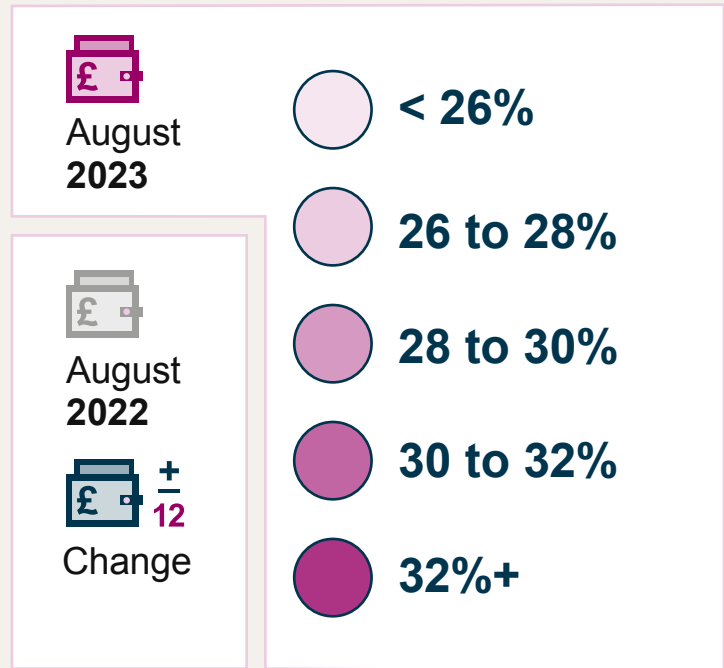 £
August
2023
£
August
2022
£
+
12
Change
< 26%
26 to 28%
28 to 30%
30 to 32%
32%+